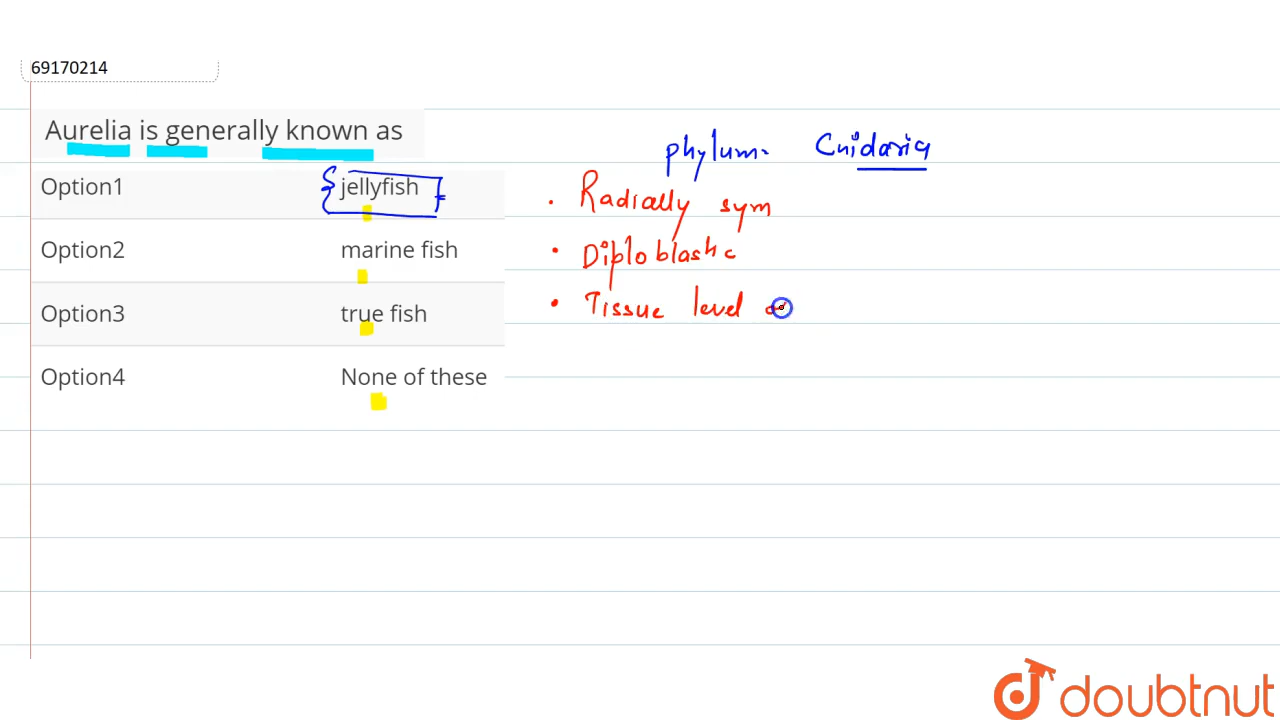 69170214
Aurelia is generally known as
Option1 jellyfish
Option2 marine fish
Option3 true fish
Option4 None of these
phylum- Cnidaria
• Radially sym
• Diploblastic
• Tissue level
doubtnut